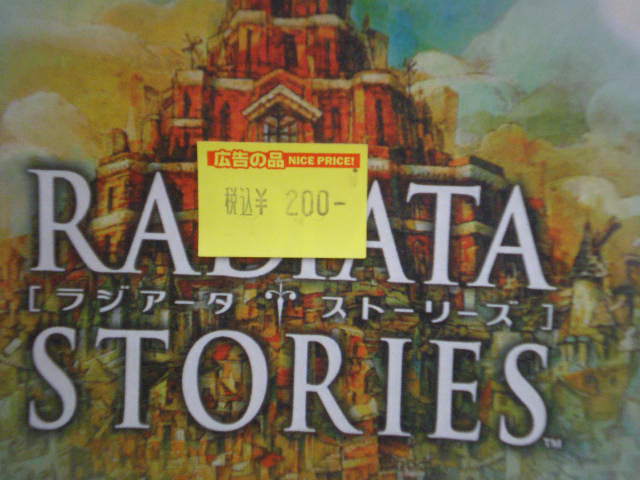 広告の品 NICE PRICE!
税込¥ 200-
RADIATA
[ラジアータ ストーリーズ]
STORIES™